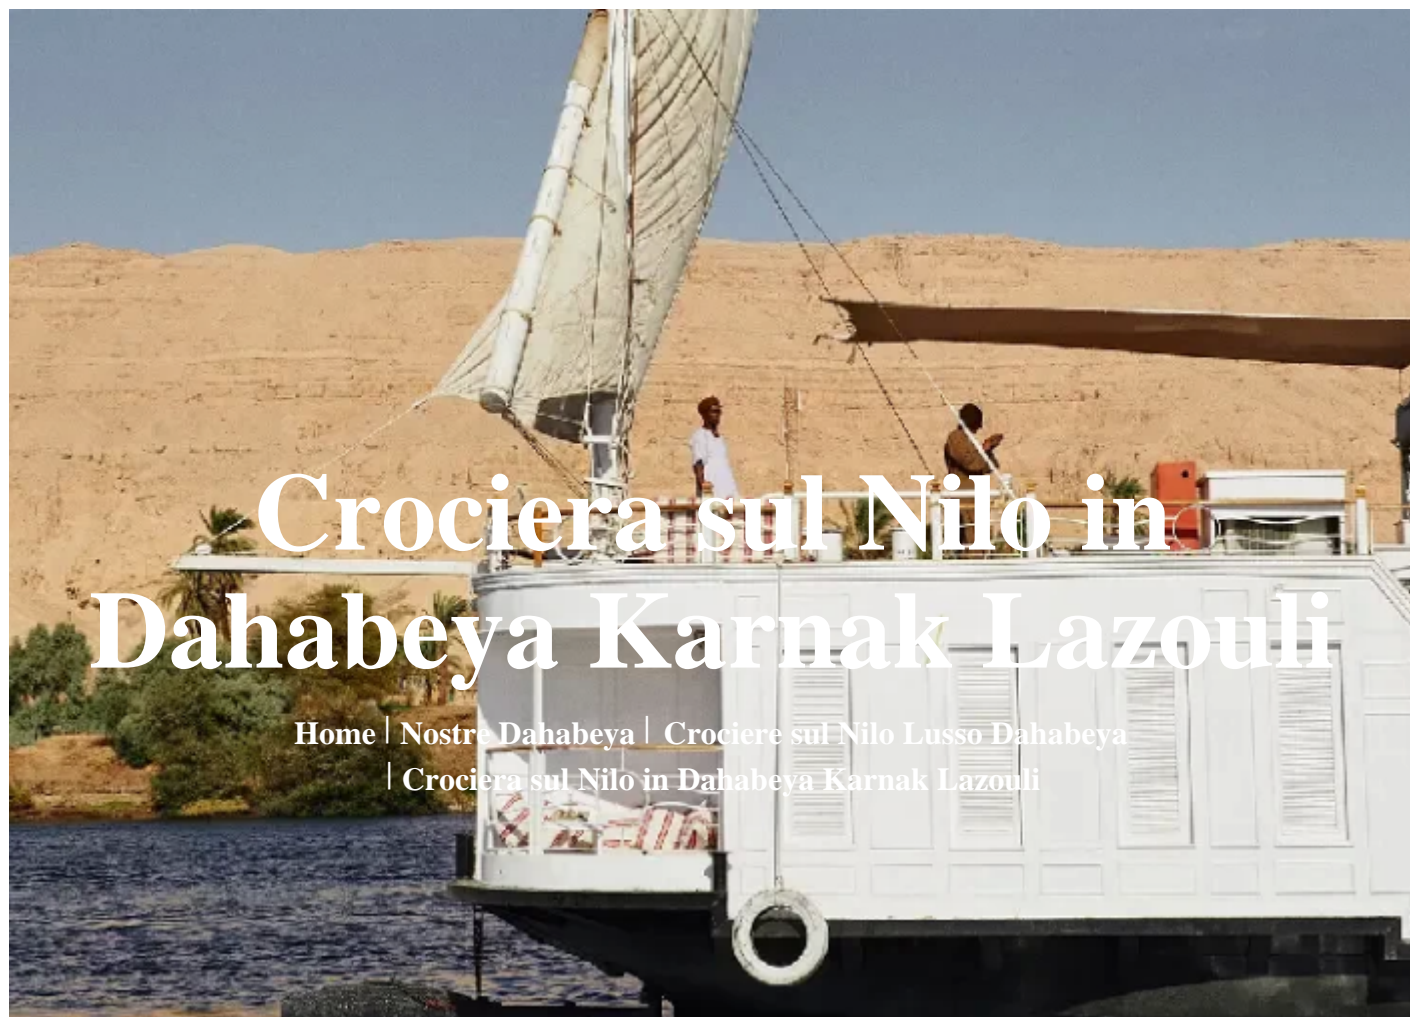 Crociera sul Nilo in
Dahabeya Karnak Lazouli
Home | Nostre Dahabeya | Crociere sul Nilo Lusso Dahabeya
| Crociera sul Nilo in Dahabeya Karnak Lazouli